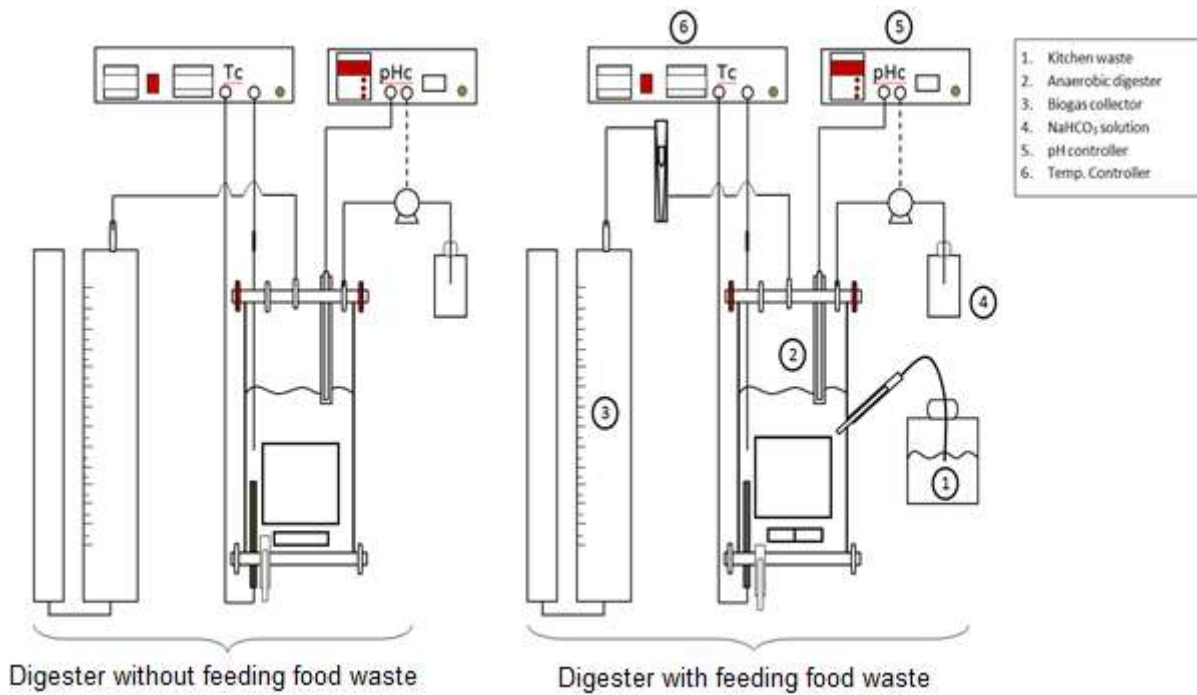 6
5
Tc
pHc
Tc
pHc
1. Kitchen waste
2. Anaerobic digester
3. Biogas collector
4. NaHCO₃ solution
5. pH controller
6. Temp. Controller
4
2
3
1
Digester without feeding food waste
Digester with feeding food waste